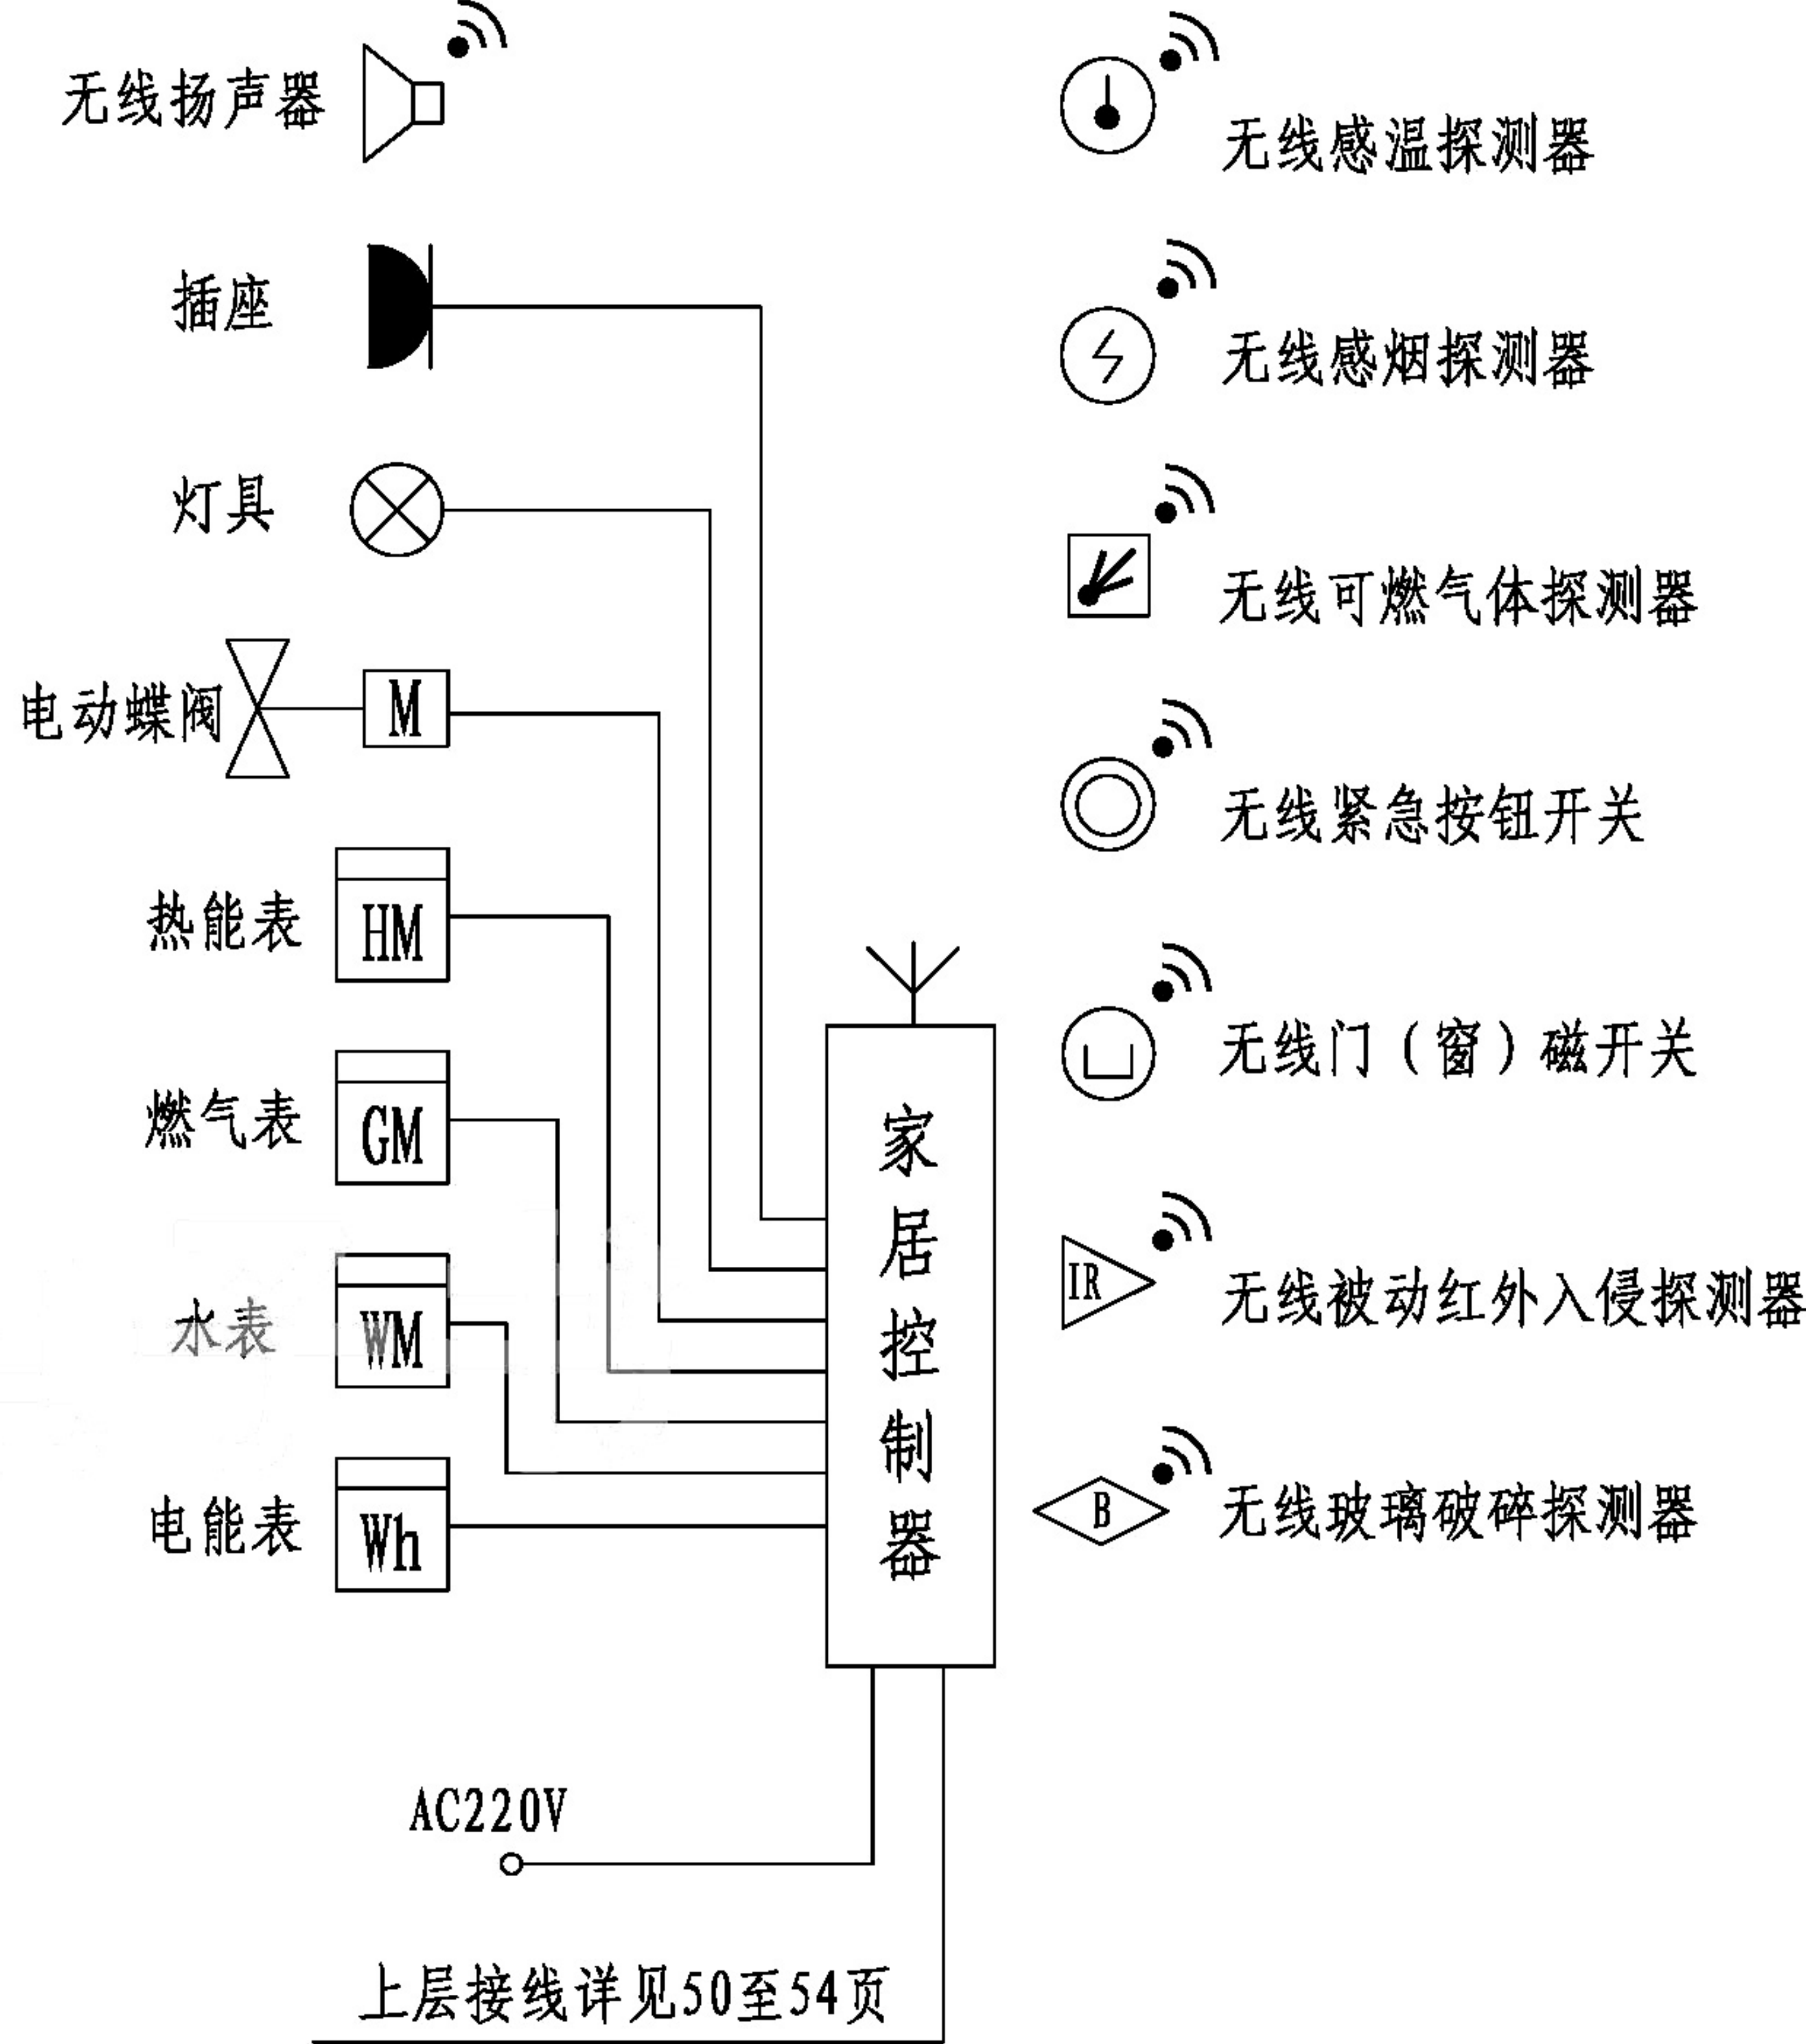 无线扬声器
插座
灯具
电动蝶阀
M
热能表
HM
燃气表
GM
水表
WM
电能表
Wh
家居控制器
AC220V
上层接线详见50至54页
无线感温探测器
无线感烟探测器
无线可燃气体探测器
无线紧急按钮开关
无线门（窗）磁开关
IR
无线被动红外入侵探测器
B
无线玻璃破碎探测器